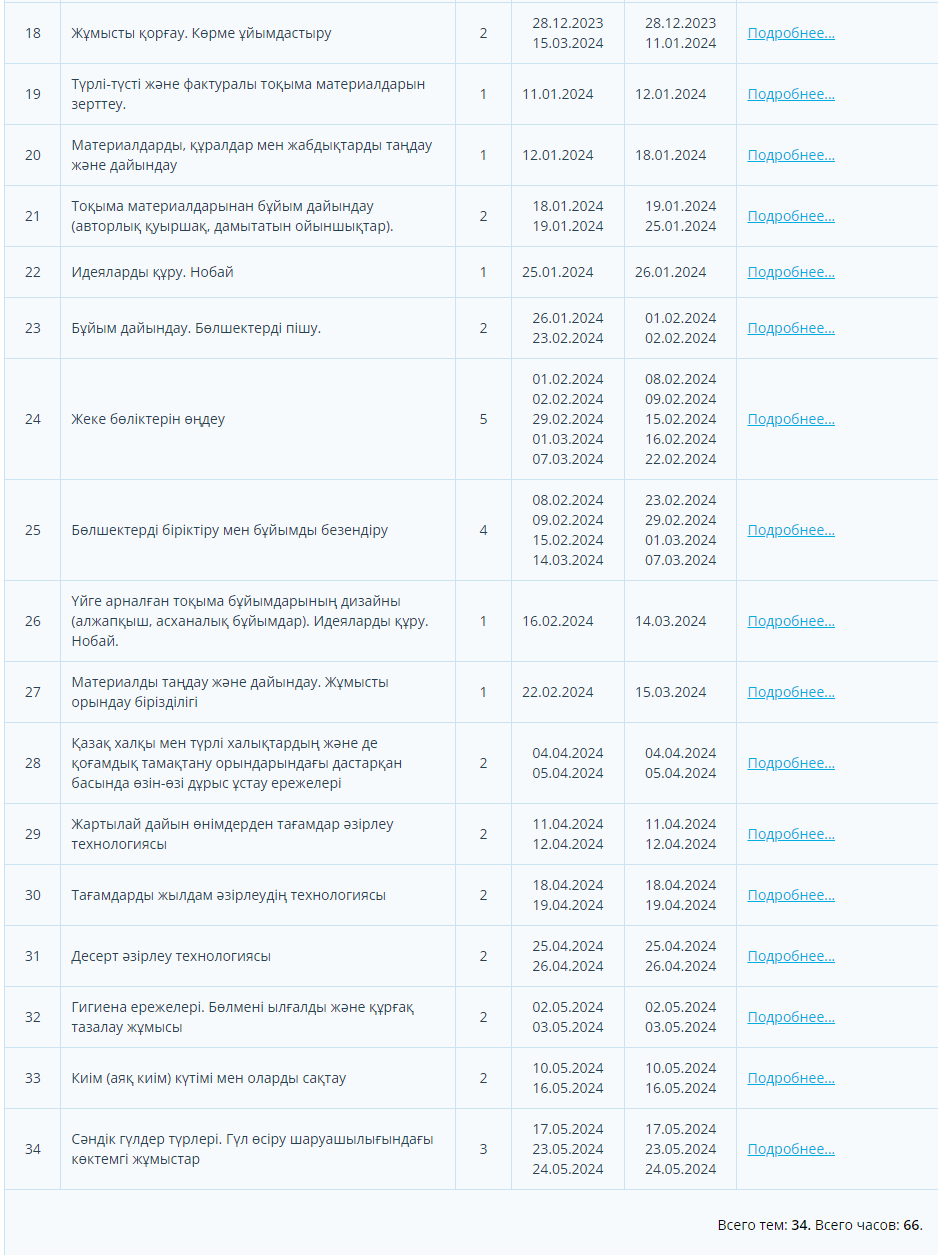 18 Жұмысты қорғау. Көрме ұйымдастыру 2 28.12.2023 28.12.2023 Подробнее...
15.03.2024 11.01.2024
19 Түрлі-түсті және фактуралы тоқыма материалдарын 1 11.01.2024 12.01.2024 Подробнее...
зерттеу.
20 Материалдарды, құралдар мен жабдықтарды таңдау 1 12.01.2024 18.01.2024 Подробнее...
және дайындау
21 Тоқыма материалдарынан бұйым дайындау 2 18.01.2024 19.01.2024 Подробнее...
(авторлық қуыршақ, дамытатын ойыншықтар). 19.01.2024 25.01.2024
22 Идеяларды құру. Нобай 1 25.01.2024 26.01.2024 Подробнее...
23 Бұйым дайындау. Бөлшектерді пішу. 2 26.01.2024 01.02.2024 Подробнее...
23.02.2024 02.02.2024
24 Жеке бөліктерін өңдеу 5 01.02.2024 08.02.2024 Подробнее...
02.02.2024 09.02.2024
29.02.2024 15.02.2024
01.03.2024 16.02.2024
07.03.2024 22.02.2024
25 Бөлшектерді біріктіру мен бұйымды безендіру 4 08.02.2024 23.02.2024 Подробнее...
09.02.2024 29.02.2024
15.02.2024 01.03.2024
14.03.2024 07.03.2024
26 Үйге арналған тоқыма бұйымдарының дизайны 1 16.02.2024 14.03.2024 Подробнее...
(алжапқыш, асханалық бұйымдар). Идеяларды құру.
Нобай.
27 Материалды таңдау және дайындау. Жұмысты 1 22.02.2024 15.03.2024 Подробнее...
орындау бірізділігі
28 Қазақ халқы мен түрлі халықтардың және де 2 04.04.2024 04.04.2024 Подробнее...
қоғамдық тамақтану орындарындағы дастарқан 05.04.2024 05.04.2024
басында өзін-өзі дұрыс ұстау ережелері
29 Жартылай дайын өнімдерден тағамдар әзірлеу 2 11.04.2024 11.04.2024 Подробнее...
технологиясы 12.04.2024 12.04.2024
30 Тағамдарды жылдам әзірлеудің технологиясы 2 18.04.2024 18.04.2024 Подробнее...
19.04.2024 19.04.2024
31 Десерт әзірлеу технологиясы 2 25.04.2024 25.04.2024 Подробнее...
26.04.2024 26.04.2024
32 Гигиена ережелері. Бөлмені ылғалды және құрғақ 2 02.05.2024 02.05.2024 Подробнее...
тазалау жұмысы 03.05.2024 03.05.2024
33 Киім (аяқ киім) күтімі мен оларды сақтау 2 10.05.2024 10.05.2024 Подробнее...
16.05.2024 16.05.2024
34 Сәндік гүлдер түрлері. Гүл өсіру шаруашылығындағы 3 17.05.2024 17.05.2024 Подробнее...
көктемгі жұмыстар 23.05.2024 23.05.2024
24.05.2024 24.05.2024
Всего тем: 34. Всего часов: 66.